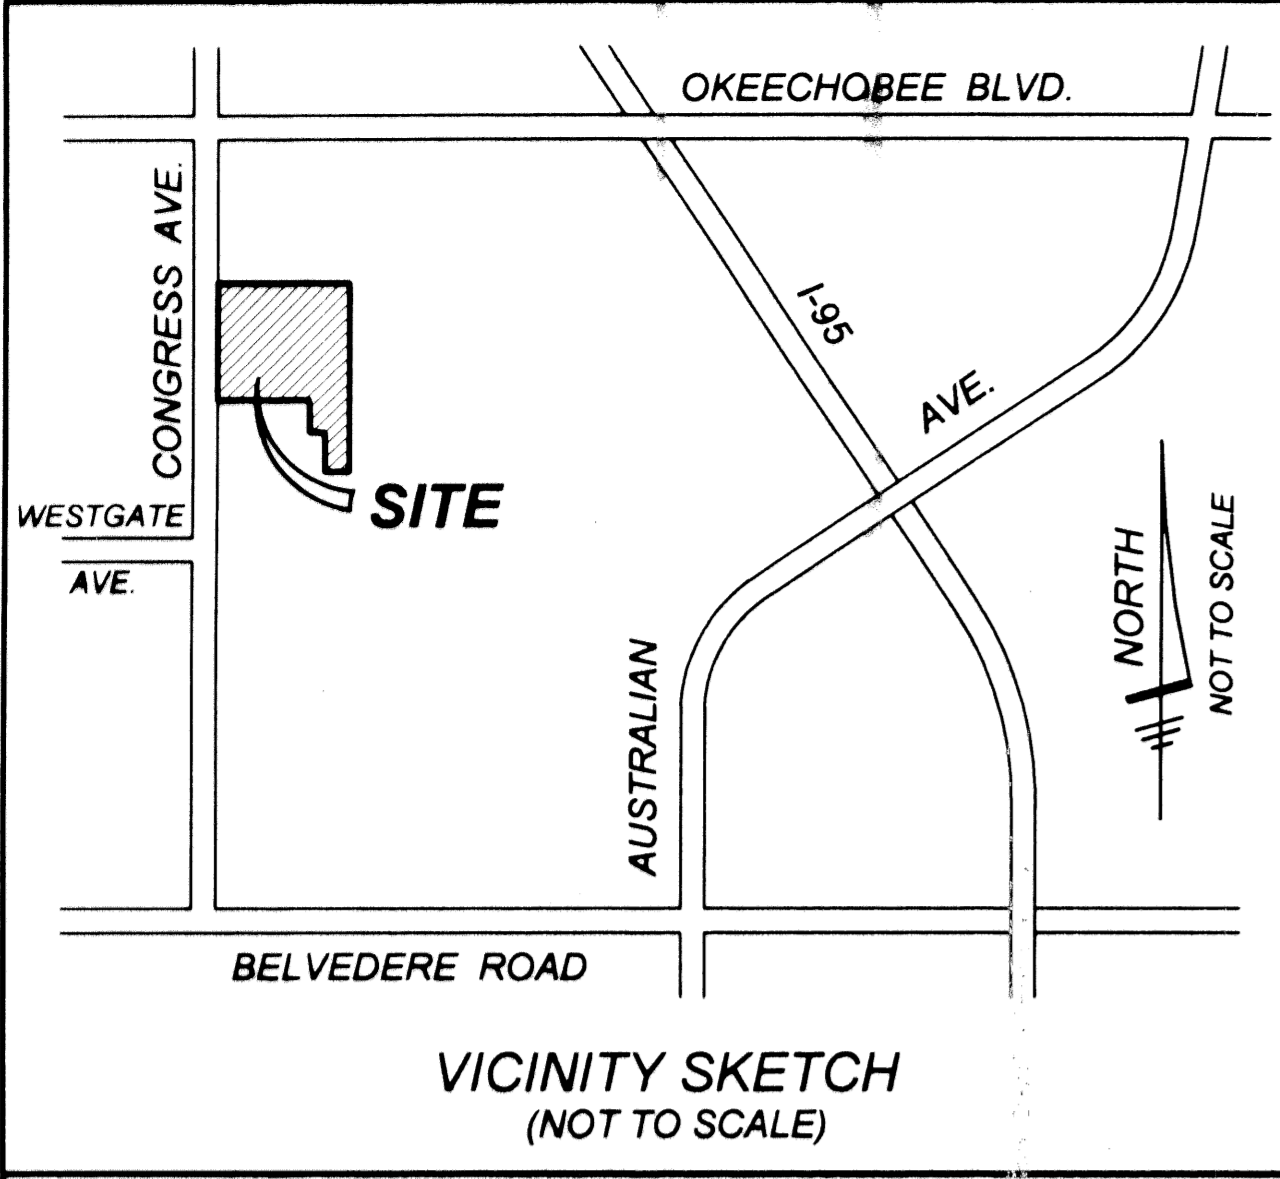 OKEECHOBEE BLVD.
CONGRESS AVE.
I-95
AVE.
SITE
WESTGATE
AVE.
NORTH
NOT TO SCALE
AUSTRALIAN
BELVEDERE ROAD
VICINITY SKETCH
(NOT TO SCALE)